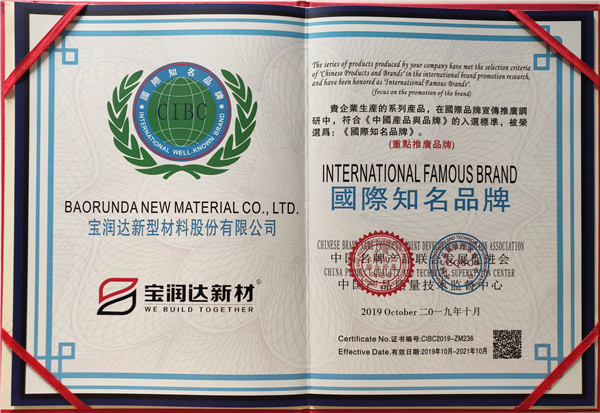 國際知名品牌
CIBC
INTERNATIONAL WELL-KNOWN BRAND
BAORUNDA NEW MATERIAL CO., LTD.
宝润达新型材料股份有限公司
宝润达新材®
WE BUILD TOGETHER
The series of products produced by your company have met the selection criteria
of 'Chinese Products and Brands' in the international brand promotion research,
and have been honored as 'International Famous Brands'.
(focus on the promotion of the brand)
貴企業生産的系列産品，在國際品牌宣傳推廣調
研中，符合《中國産品與品牌》的入選標準，被榮
選爲：《國際知名品牌》。
(重點推廣品牌)
INTERNATIONAL FAMOUS BRAND
國際知名品牌
CHINESE BRAND ASSOCIATION
中国名牌产品联合发展促进会
CHINA PRODUCT QUALITY AND TECHNICAL SUPERVISION CENTER
中国产品质量技术监督中心
2019 October 二〇一九年十月
Certificate No.证书编号:CIBC2019-ZM236
Effective Date.有效日期:2019年10月-2021年10月